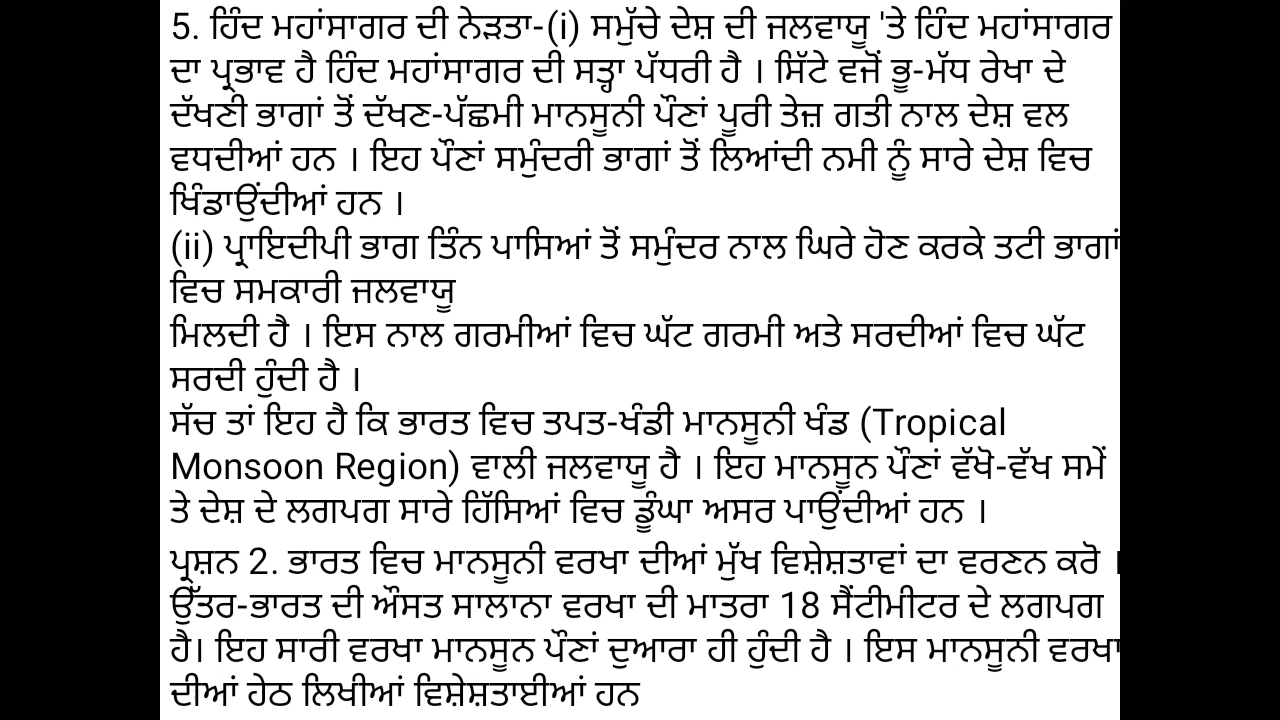 5. ਹਿੰਦ ਮਹਾਂਸਾਗਰ ਦੀ ਨੇੜਤਾ-(i) ਸਮੁੱਚੇ ਦੇਸ਼ ਦੀ ਜਲਵਾਯੂ 'ਤੇ ਹਿੰਦ ਮਹਾਂਸਾਗਰ
ਦਾ ਪ੍ਰਭਾਵ ਹੈ ਹਿੰਦ ਮਹਾਂਸਾਗਰ ਦੀ ਸਤ੍ਹਾ ਪੱਧਰੀ ਹੈ । ਸਿੱਟੇ ਵਜੋਂ ਭੂ-ਮੱਧ ਰੇਖਾ ਦੇ
ਦੱਖਣੀ ਭਾਗਾਂ ਤੋਂ ਦੱਖਣ-ਪੱਛਮੀ ਮਾਨਸੂਨੀ ਪੌਣਾਂ ਪੂਰੀ ਤੇਜ਼ ਗਤੀ ਨਾਲ ਦੇਸ਼ ਵਲ
ਵਧਦੀਆਂ ਹਨ । ਇਹ ਪੌਣਾਂ ਸਮੁੰਦਰੀ ਭਾਗਾਂ ਤੋਂ ਲਿਆਂਦੀ ਨਮੀ ਨੂੰ ਸਾਰੇ ਦੇਸ਼ ਵਿਚ
ਖਿੰਡਾਉਂਦੀਆਂ ਹਨ ।
(ii) ਪ੍ਰਾਇਦੀਪੀ ਭਾਗ ਤਿੰਨ ਪਾਸਿਆਂ ਤੋਂ ਸਮੁੰਦਰ ਨਾਲ ਘਿਰੇ ਹੋਣ ਕਰਕੇ ਤਟੀ ਭਾਗਾਂ
ਵਿਚ ਸਮਕਾਰੀ ਜਲਵਾਯੂ
ਮਿਲਦੀ ਹੈ । ਇਸ ਨਾਲ ਗਰਮੀਆਂ ਵਿਚ ਘੱਟ ਗਰਮੀ ਅਤੇ ਸਰਦੀਆਂ ਵਿਚ ਘੱਟ
ਸਰਦੀ ਹੁੰਦੀ ਹੈ ।
ਸੱਚ ਤਾਂ ਇਹ ਹੈ ਕਿ ਭਾਰਤ ਵਿਚ ਤਪਤ-ਖੰਡੀ ਮਾਨਸੂਨੀ ਖੰਡ (Tropical
Monsoon Region) ਵਾਲੀ ਜਲਵਾਯੂ ਹੈ । ਇਹ ਮਾਨਸੂਨ ਪੌਣਾਂ ਵੱਖੋ-ਵੱਖ ਸਮੇਂ
ਤੇ ਦੇਸ਼ ਦੇ ਲਗਪਗ ਸਾਰੇ ਹਿੱਸਿਆਂ ਵਿਚ ਡੂੰਘਾ ਅਸਰ ਪਾਉਂਦੀਆਂ ਹਨ ।
ਪ੍ਰਸ਼ਨ 2. ਭਾਰਤ ਵਿਚ ਮਾਨਸੂਨੀ ਵਰਖਾ ਦੀਆਂ ਮੁੱਖ ਵਿਸ਼ੇਸ਼ਤਾਵਾਂ ਦਾ ਵਰਣਨ ਕਰੋ ।
ਉੱਤਰ-ਭਾਰਤ ਦੀ ਔਸਤ ਸਾਲਾਨਾ ਵਰਖਾ ਦੀ ਮਾਤਰਾ 18 ਸੈਂਟੀਮੀਟਰ ਦੇ ਲਗਪਗ
ਹੈ। ਇਹ ਸਾਰੀ ਵਰਖਾ ਮਾਨਸੂਨ ਪੌਣਾਂ ਦੁਆਰਾ ਹੀ ਹੁੰਦੀ ਹੈ । ਇਸ ਮਾਨਸੂਨੀ ਵਰਖਾ
ਦੀਆਂ ਹੇਠ ਲਿਖੀਆਂ ਵਿਸ਼ੇਸ਼ਤਾਈਆਂ ਹਨ